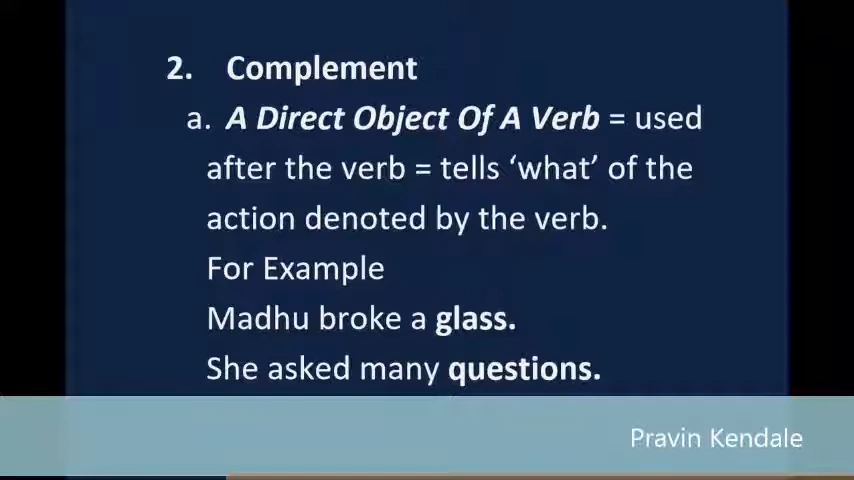 2. Complement
a. A Direct Object Of A Verb = used
after the verb = tells ‘what’ of the
action denoted by the verb.
For Example
Madhu broke a glass.
She asked many questions.
Pravin Kendale